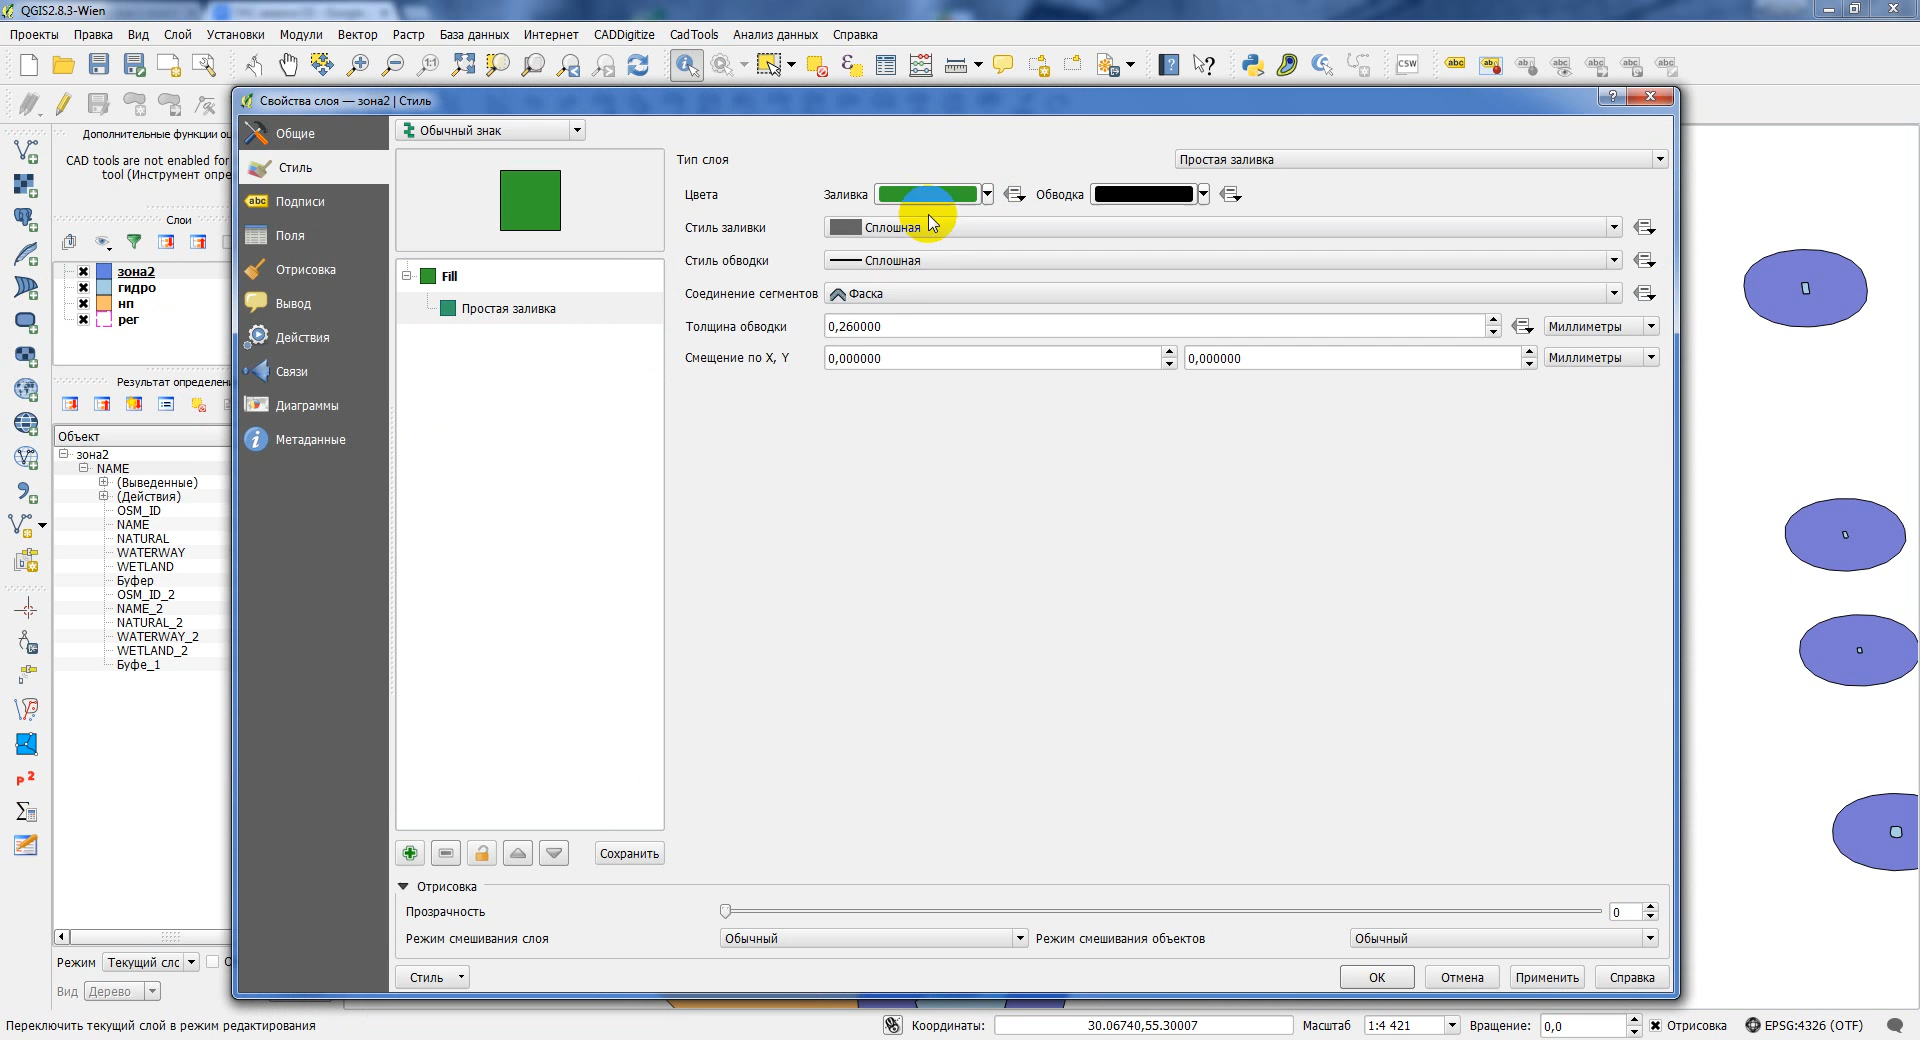 QGIS2.8.3-Wien
Проекты Правка Вид Слой Установки Модули Вектор Растр База данных Интернет CADDigitize CadTools Анализ данных Справка
CSW abc abc
Свойства слоя — зона2 | Стиль
Дополнительные функции
CAD tools are not enabled for
tool (Инструмент
Слои
зона2
гидро
нп
рег
Результат
Объект
зона2
NAME
(Выведенные)
(Действия)
OSM_ID
NAME
NATURAL
WATERWAY
WETLAND
Буфер
OSM_ID_2
NAME_2
NATURAL_2
WATERWAY_2
WETLAND_2
Буфе_1
Режим Текущий слс
Вид Дерево
Общие
Стиль
abc Подписи
Поля
Отрисовка
Вывод
Действия
Связи
Диаграммы
Метаданные
Обычный знак
Fill
Простая заливка
Сохранить
Тип слоя Простая заливка
Цвета Заливка Обводка
Стиль заливки Сплошная
Стиль обводки Сплошная
Соединение сегментов Фаска
Толщина обводки 0,260000 Миллиметры
Смещение по X, Y 0,000000 0,000000 Миллиметры
Отрисовка
Прозрачность 0
Режим смешивания слоя Обычный Режим смешивания объектов Обычный
Стиль OK Отмена Применить Справка
Переключить текущий слой в режим редактирования Координаты: 30.06740,55.30007 Масштаб 1:4 421 Вращение: 0,0 Отрисовка EPSG:4326 (OTF)